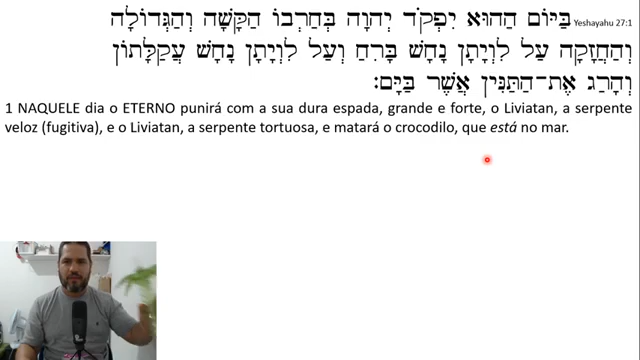 בַּיּוֹם הַהוּא יִפְקֹד יְהוָה בְּחַרְבוֹ הַקָּשָׁה וְהַגְּדוֹלָה Yeshayahu 27:1
וְהַחֲזָקָה עַל לִוְיָתָן נָחָשׁ בָּרִחַ וְעַל לִוְיָתָן נָחָשׁ עֲקַלָּתוֹן
וְהָרַג אֶת־הַתַּנִּין אֲשֶׁר בַּיָּם׃
1 NAQUELE dia o ETERNO punirá com a sua dura espada, grande e forte, o Liviatan, a serpente
veloz (fugitiva), e o Liviatan, a serpente tortuosa, e matará o crocodilo, que está no mar.